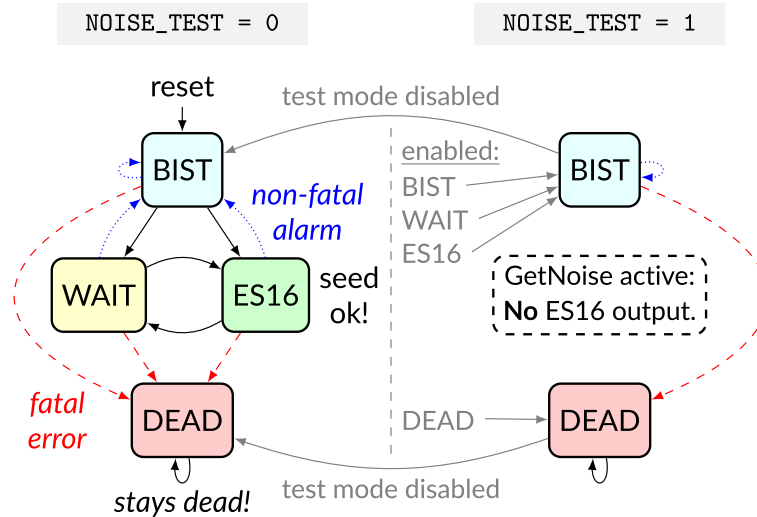 NOISE_TEST = 0
NOISE_TEST = 1
reset
test mode disabled
BIST
non-fatal
alarm
enabled:
BIST
WAIT
ES16
BIST
WAIT
ES16
seed
ok!
GetNoise active:
No ES16 output.
fatal
error
DEAD
stays dead!
DEAD
DEAD
test mode disabled